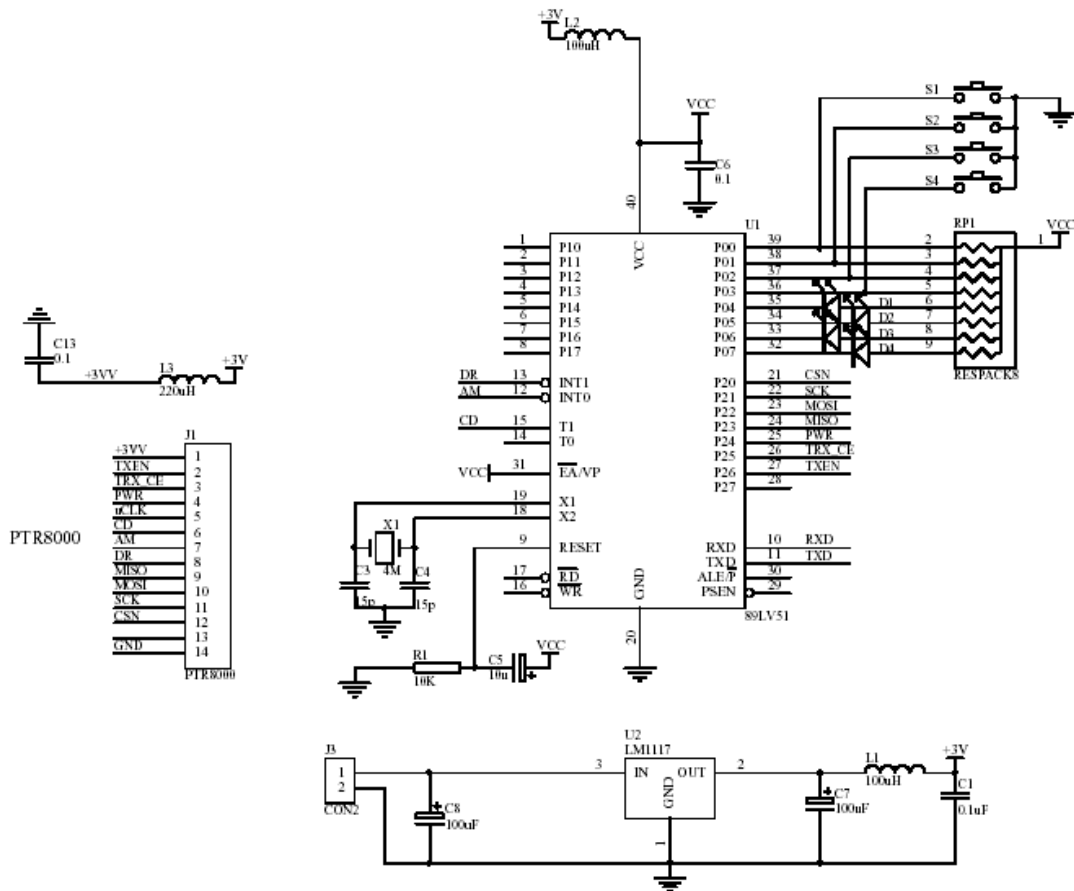 +3V
L2
100uH
VCC
C6
0.1
40
VCC
U1
S1
S2
S3
S4
RP1
VCC
1
1 P10
2 P11
3 P12
4 P13
5 P14
6 P15
7 P16
8 P17
DR 13 INT1
AM 12 INT0
CD 15 T1
14 T0
VCC 31 EA/VP
19 X1
18 X2
9 RESET
17 RD
16 WR
P00 39 2
P01 38 3
P02 37 4
P03 36 5
P04 35 D1 6
P05 34 D2 7
P06 33 D3 8
P07 32 D4 9
RESPACK8
P20 21 CSN
P21 22 SCK
P22 23 MOSI
P23 24 MISO
P24 25 PWR
P25 26 TRX_CE
P26 27 TXEN
P27 28
RXD 10 RXD
TXD 11 TXD
ALE/P 30
PSEN 29
GND
20
89LV51
C13
0.1
+3VV
L3
220uH
+3V
PTR8000
J1
+3VV 1
TXEN 2
TRX_CE 3
PWR 4
uCLK 5
CD 6
AM 7
DR 8
MISO 9
MOSI 10
SCK 11
CSN 12
13
GND 14
PTR8000
X1
4M
C3
15p
C4
15p
R1
10K
C5
10u
+
VCC
J3
1
2
CON2
+
C8
100uF
U2
LM1117
3 IN OUT 2
GND
1
+
C7
100uF
L1
100uH
+3V
C1
0.1uF